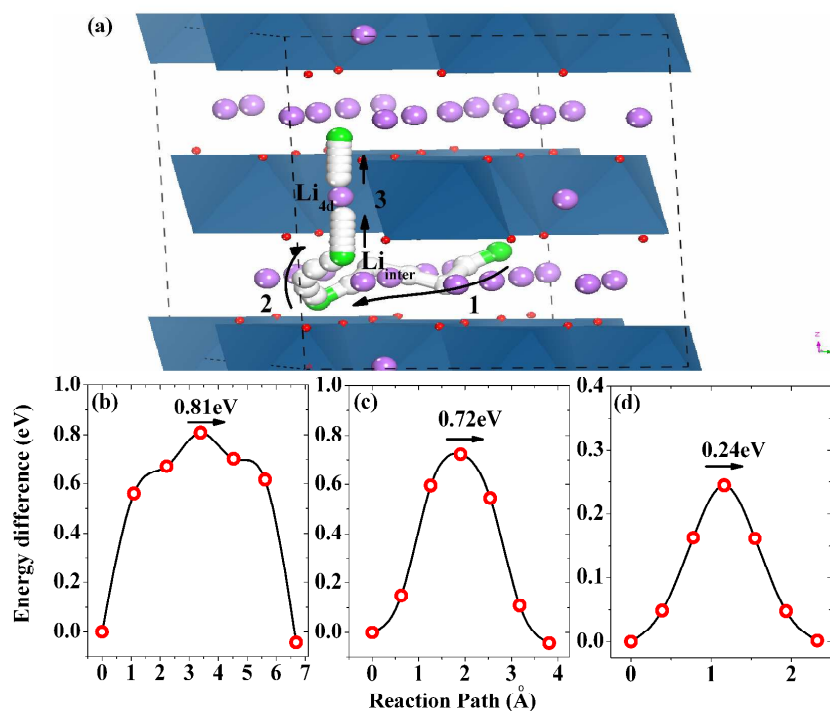 (a)
Li4d
3
Liinter
2
1
Z
(b)
0.81eV
(c)
0.72eV
(d)
0.24eV
1.0
0.8
0.6
0.4
0.2
0.0
1.0
0.8
0.6
0.4
0.2
0.0
0.4
0.3
0.2
0.1
0.0
Energy difference (eV)
0 1 2 3 4 5 6 7
0 1 2 3 4
0 1 2
Reaction Path (Å)